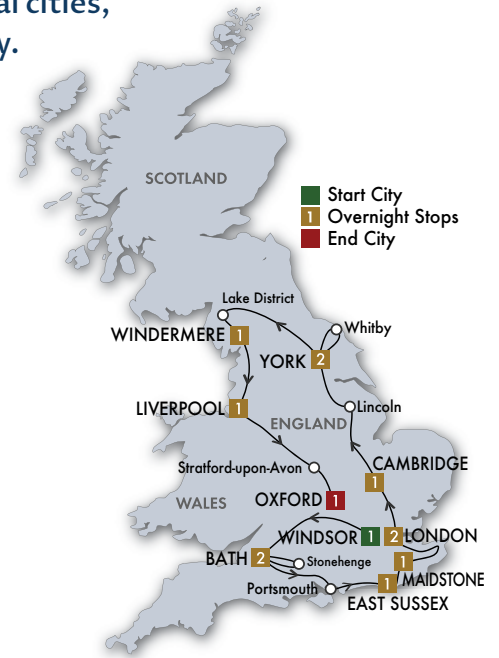 al cities,
y.
SCOTLAND
Start City
1 Overnight Stops
End City
Lake District
WINDERMERE 1
Whitby
YORK 2
LIVERPOOL 1
Lincoln
ENGLAND
CAMBRIDGE
1
Stratford-upon-Avon
WALES
OXFORD 1
WINDSOR 1
2 LONDON
BATH 2
Stonehenge
1
MAIDSTONE
Portsmouth
1
EAST SUSSEX